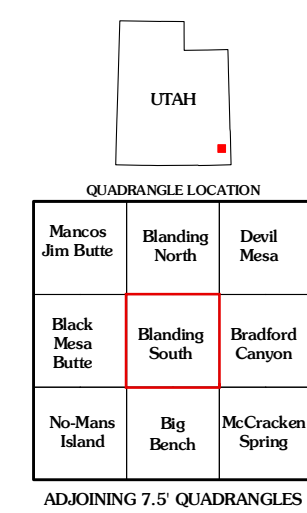 UTAH
QUADRANGLE LOCATION
Mancos
Jim Butte
Blanding
North
Devil
Mesa
Black
Mesa
Butte
Blanding
South
Bradford
Canyon
No-Mans
Island
Big
Bench
McCracken
Spring
ADJOINING 7.5' QUADRANGLES